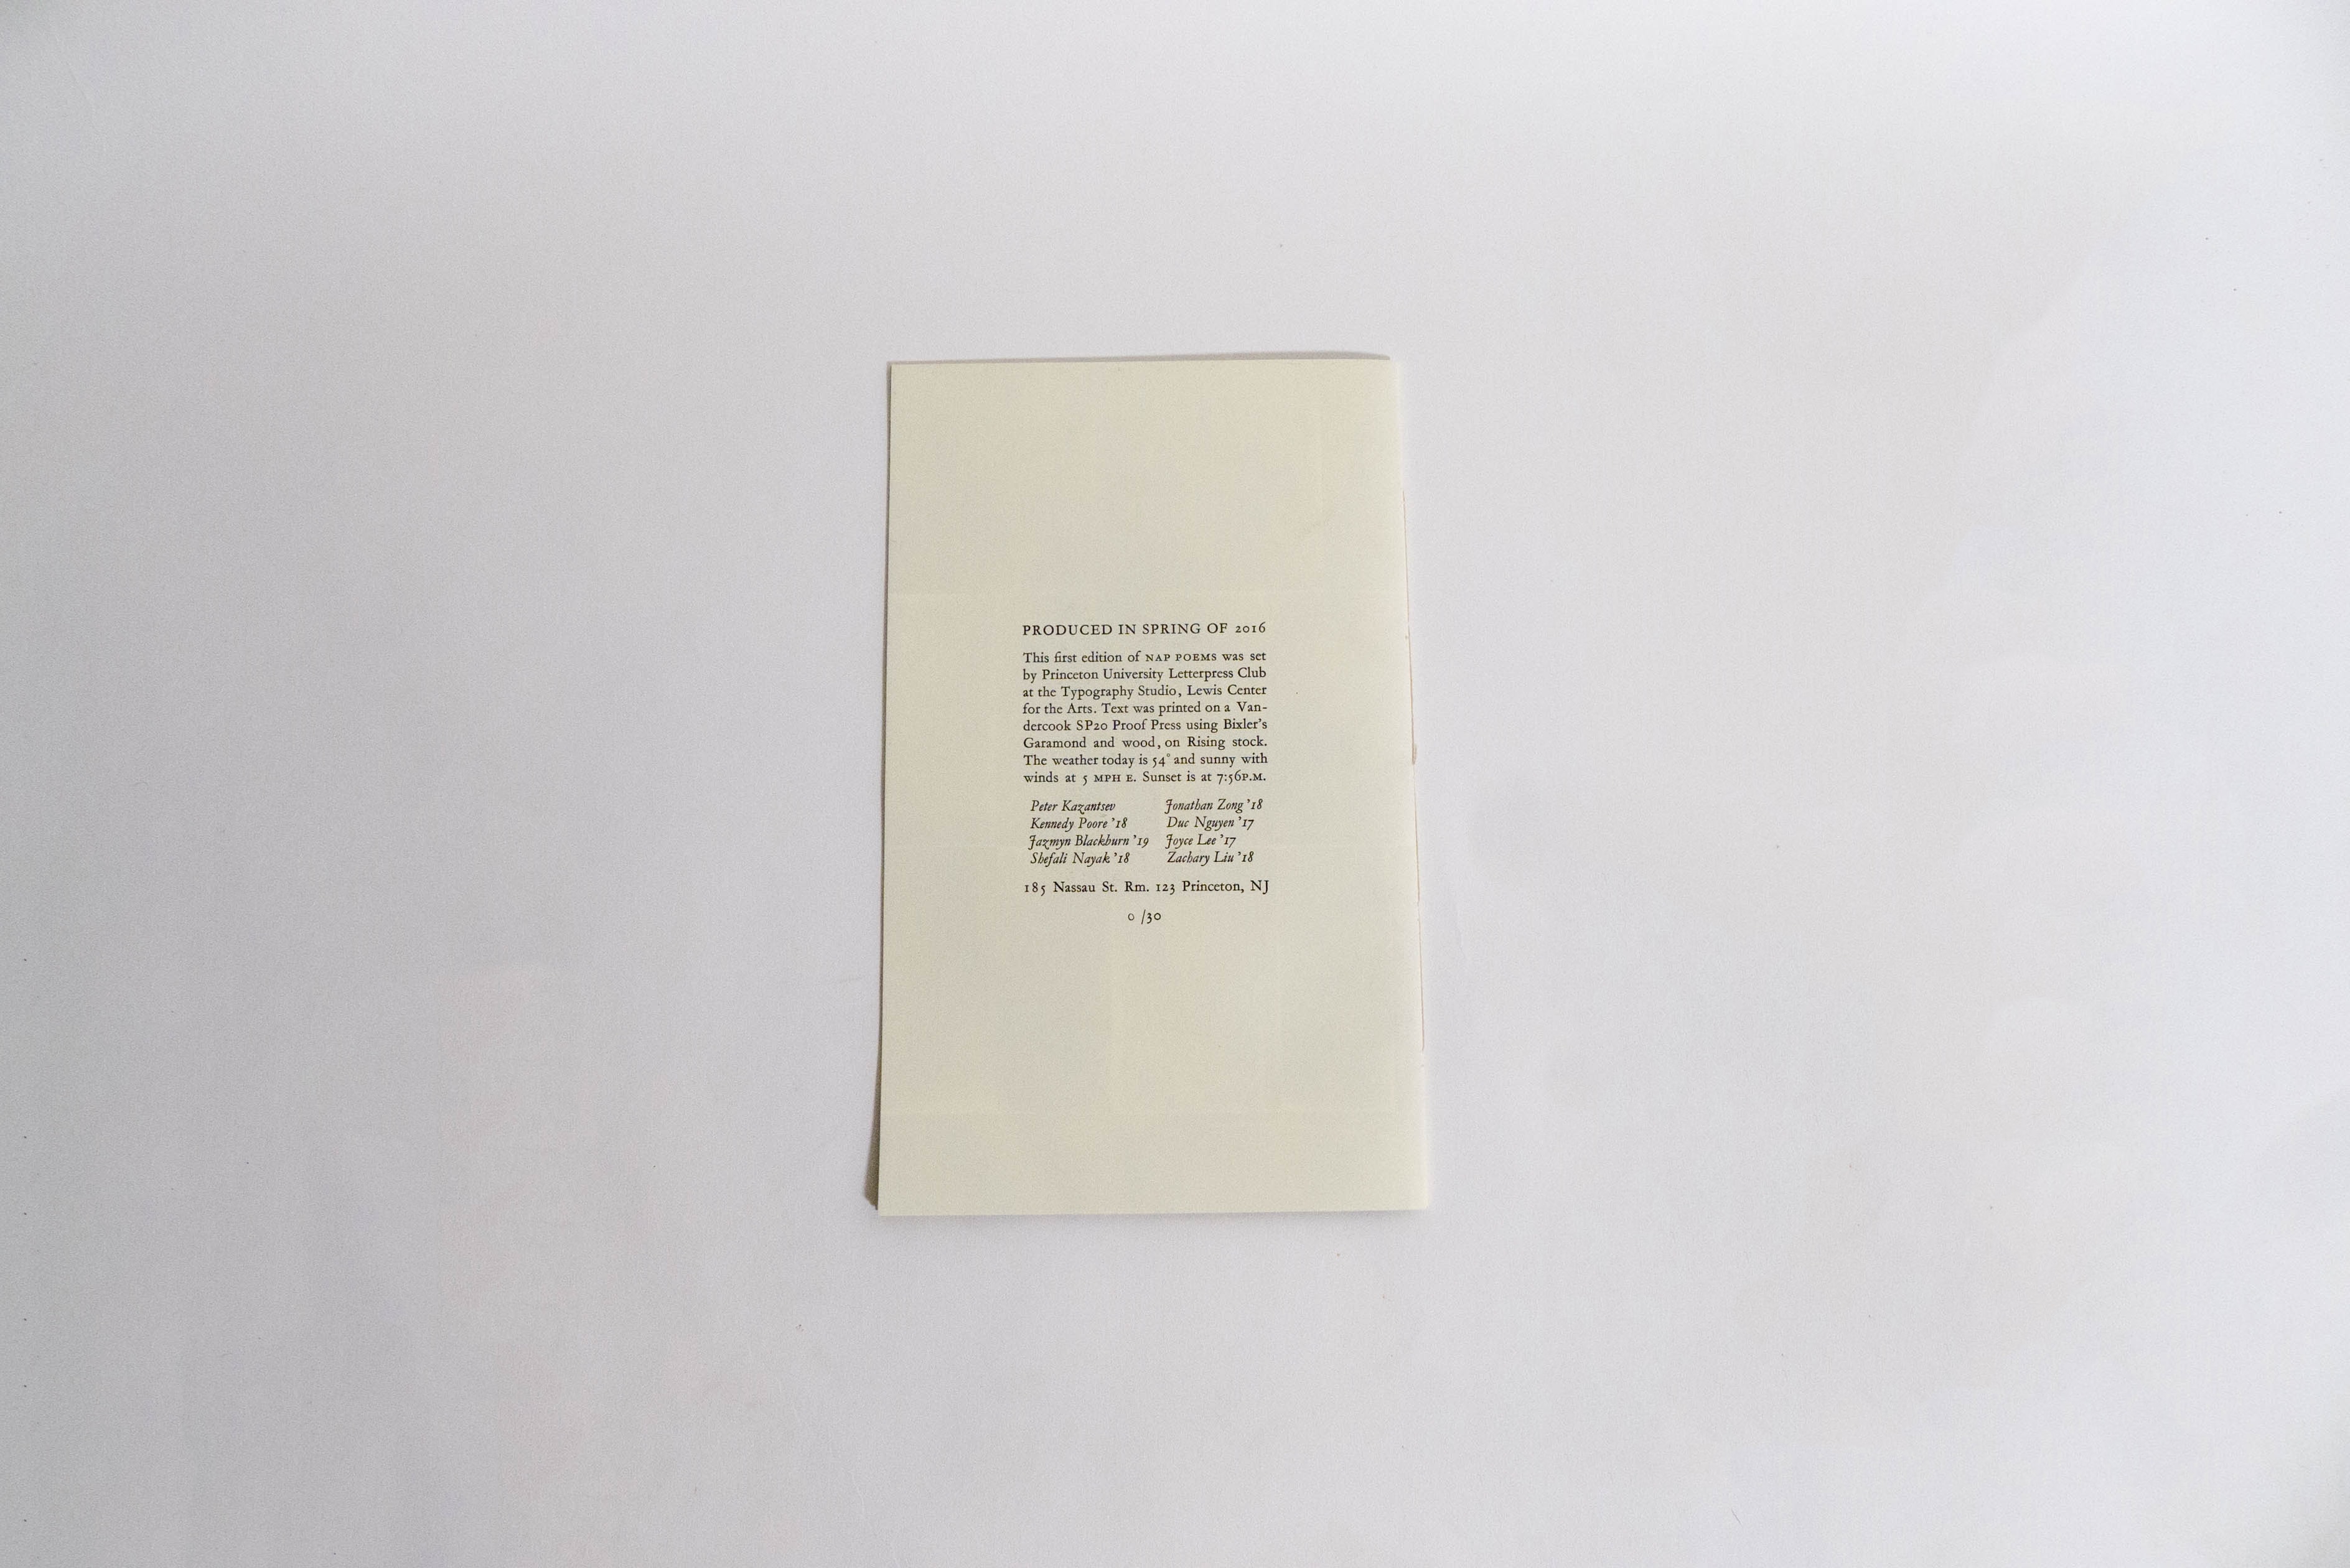 PRODUCED IN SPRING OF 2016
This first edition of NAP POEMS was set
by Princeton University Letterpress Club
at the Typography Studio, Lewis Center
for the Arts. Text was printed on a Van-
dercook SP20 Proof Press using Bixler's
Garamond and wood, on Rising stock.
The weather today is 54° and sunny with
winds at 5 MPH E. Sunset is at 7:56P.M.
Peter Kazantsev Jonathan Zong '18
Kennedy Poore '18 Duc Nguyen '17
Jazmyn Blackburn '19 Joyce Lee '17
Shefali Nayak '18 Zachary Liu '18
185 Nassau St. Rm. 123 Princeton, NJ
0 /30